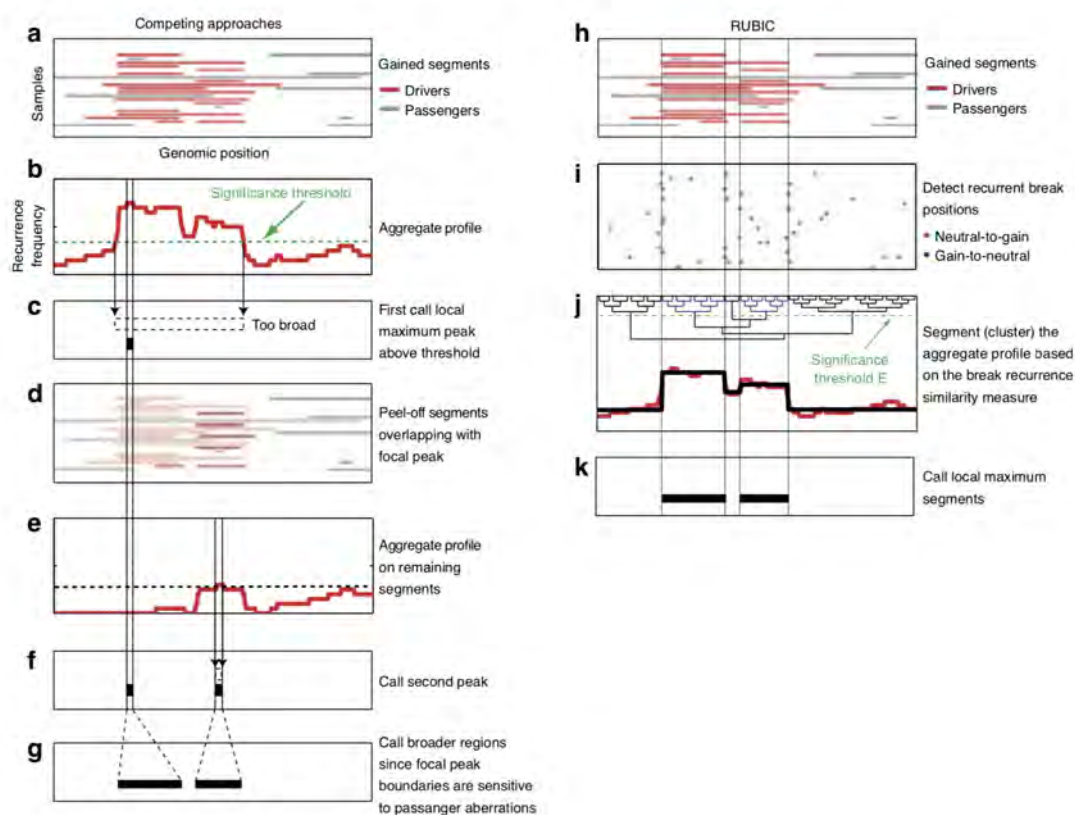 Competing approaches
a
Samples
Gained segments
Drivers
Passengers
Genomic position
b
Recurrence
frequency
Significance threshold
Aggregate profile
c
Too broad
First call local
maximum peak
above threshold
d
Peel-off segments
overlapping with
focal peak
e
Aggregate profile
on remaining
segments
f
Call second peak
g
Call broader regions
since focal peak
boundaries are sensitive
to passanger aberrations
RUBIC
h
Gained segments
Drivers
Passengers
i
Detect recurrent break
positions
Neutral-to-gain
Gain-to-neutral
j
Significance
threshold E
Segment (cluster) the
aggregate profile based
on the break recurrence
similarity measure
k
Call local maximum
segments